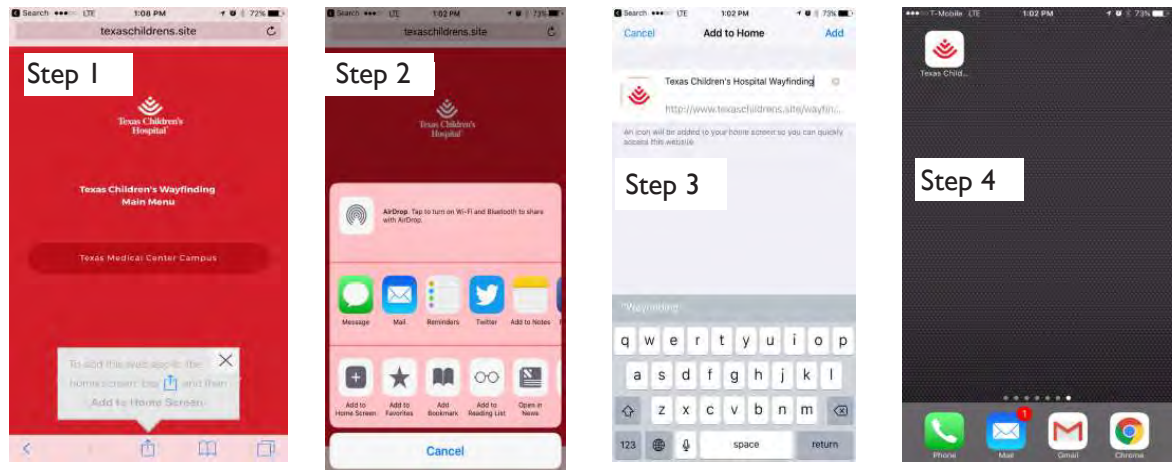 Search LTE 1:08 PM 72%
texaschildrens.site
Step 1
Texas Children's
Hospital
Texas Children's Wayfinding
Main Menu
Texas Medical Center Campus
To add this web app to the
home screen: tap and then
Add to Home Screen
Search LTE 1:02 PM 73%
texaschildrens.site
Step 2
Texas Children's
Hospital
AirDrop. Tap to turn on Wi-Fi and Bluetooth to share
with AirDrop.
Message Mail Reminders Twitter Add to Notes
Add to
Home Screen
Add to
Favorites
Add
Bookmark
Add to
Reading List
Open in
News
Cancel
Search LTE 1:02 PM 73%
Cancel Add to Home Add
Texas Children's Hospital Wayfinding
http://www.texaschildrens.site/wayfin...
An icon will be added to your home screen so you can quickly
access this website.
Step 3
"Wayfinding"
q w e r t y u i o p
a s d f g h j k l
z x c v b n m
123 space return
T-Mobile LTE 1:02 PM 73%
Texas Child...
Step 4
1
Phone Mail Gmail Chrome